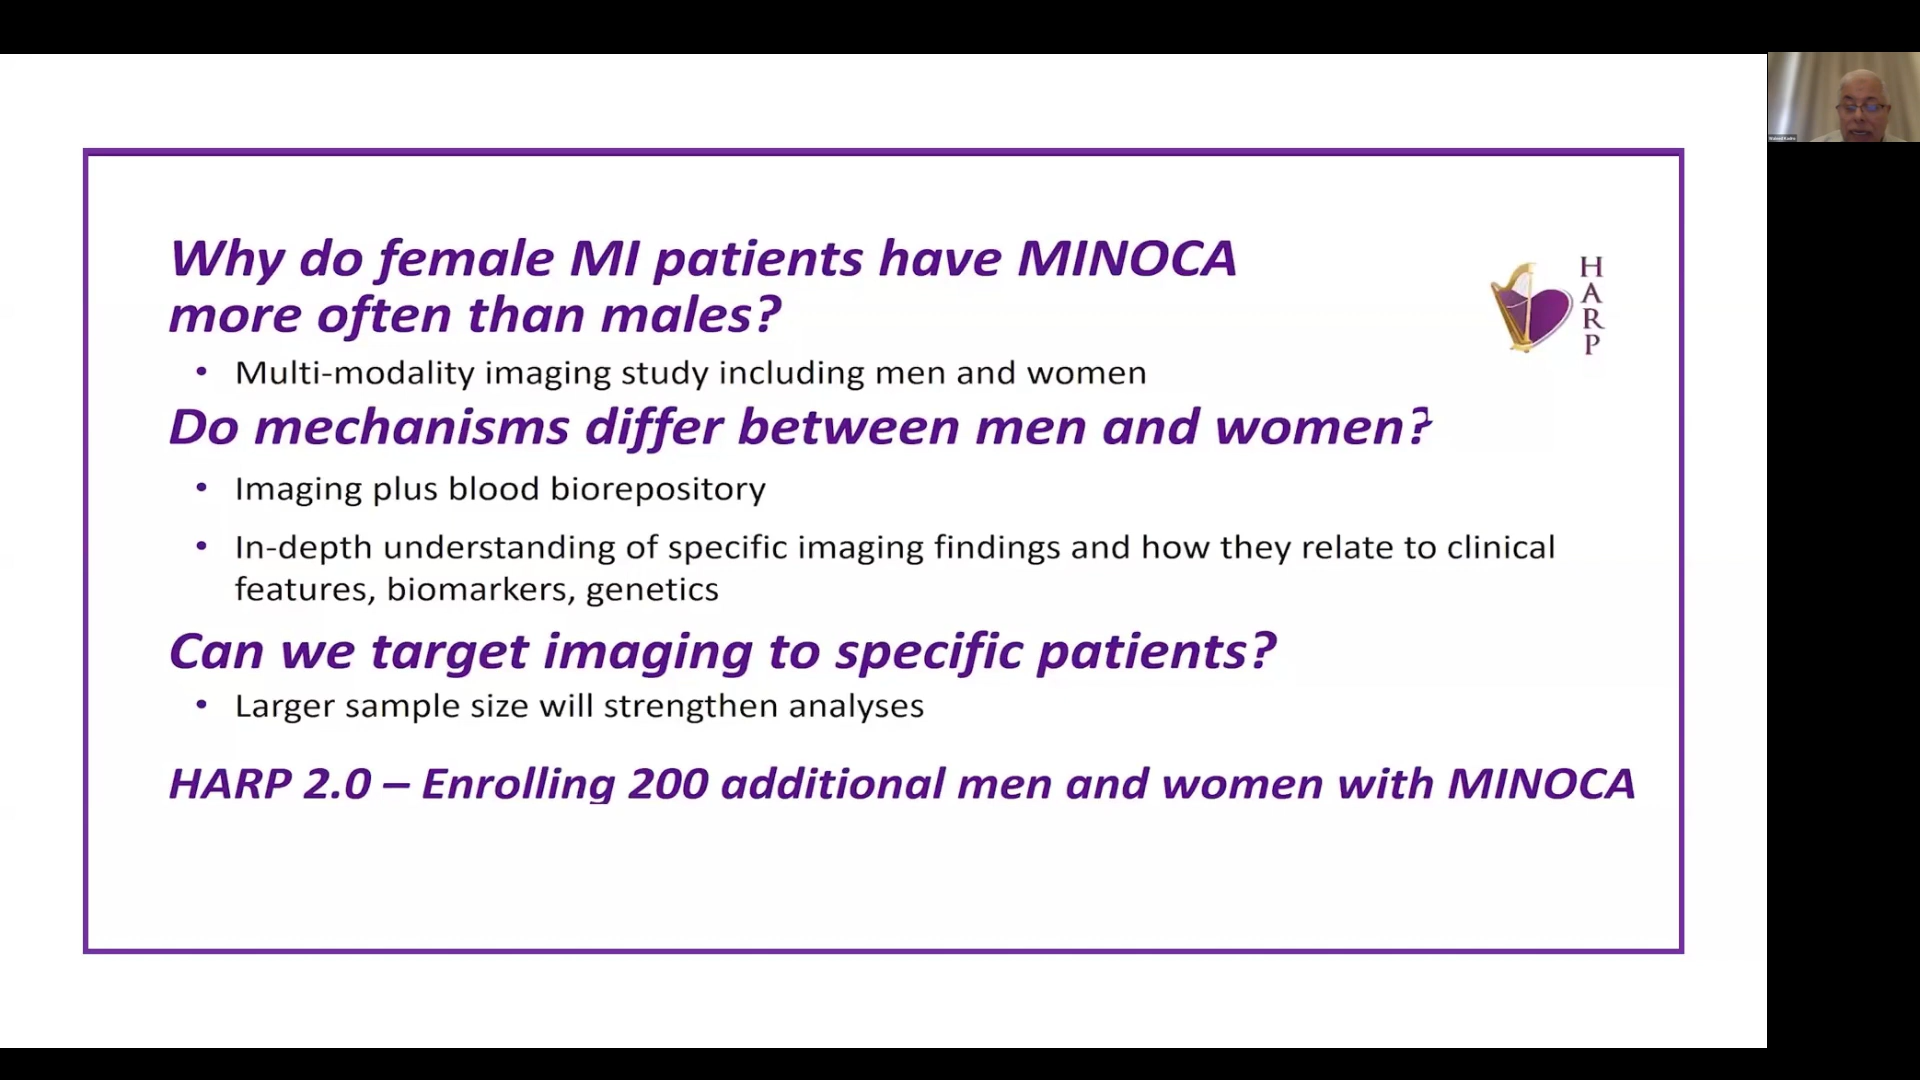 Why do female MI patients have MINOCA
more often than males?
• Multi-modality imaging study including men and women
Do mechanisms differ between men and women?
• Imaging plus blood biorepository
• In-depth understanding of specific imaging findings and how they relate to clinical
features, biomarkers, genetics
Can we target imaging to specific patients?
• Larger sample size will strengthen analyses
HARP 2.0 – Enrolling 200 additional men and women with MINOCA
H
A
R
P